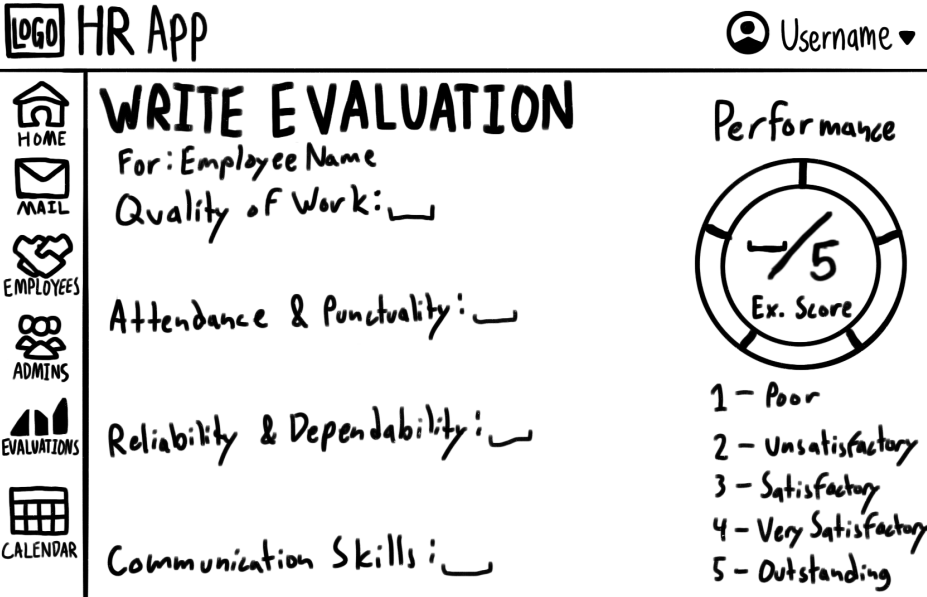 LOGO HR App
Username
HOME
MAIL
EMPLOYEES
ADMINS
EVALUATIONS
CALENDAR
WRITE EVALUATION
For: Employee Name
Quality of Work:
Attendance & Punctuality:
Reliability & Dependability:
Communication Skills:
Performance
/5
Ex. Score
1 - Poor
2 - Unsatisfactory
3 - Satisfactory
4 - Very Satisfactory
5 - Outstanding